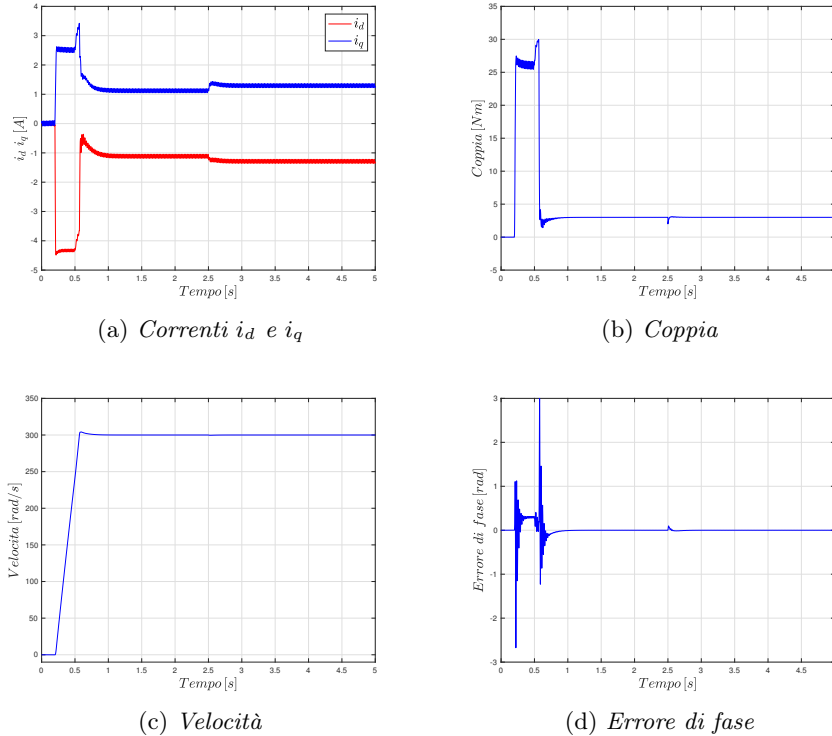 4
3
2
1
0
-1
-2
-3
-4
-5
i_d i_q [A]
i_d
i_q
0 0.5 1 1.5 2 2.5 3 3.5 4 4.5 5
Tempo [s]
(a) Correnti i_d e i_q
35
30
25
20
15
10
5
0
-5
Coppia [Nm]
0 0.5 1 1.5 2 2.5 3 3.5 4 4.5
Tempo [s]
(b) Coppia
350
300
250
200
150
100
50
0
Velocita [rad/s]
0 0.5 1 1.5 2 2.5 3 3.5 4 4.5 5
Tempo [s]
(c) Velocità
3
2
1
0
-1
-2
-3
Errore di fase [rad]
0 0.5 1 1.5 2 2.5 3 3.5 4 4.5
Tempo [s]
(d) Errore di fase